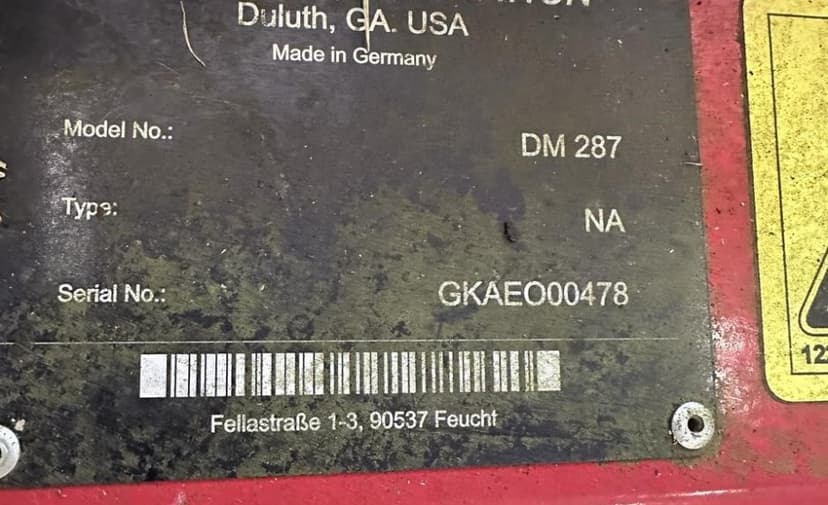 Duluth, GA. USA
Made in Germany
Model No.: DM 287
Type: NA
Serial No.: GKAEO00478
Fellastraße 1-3, 90537 Feucht